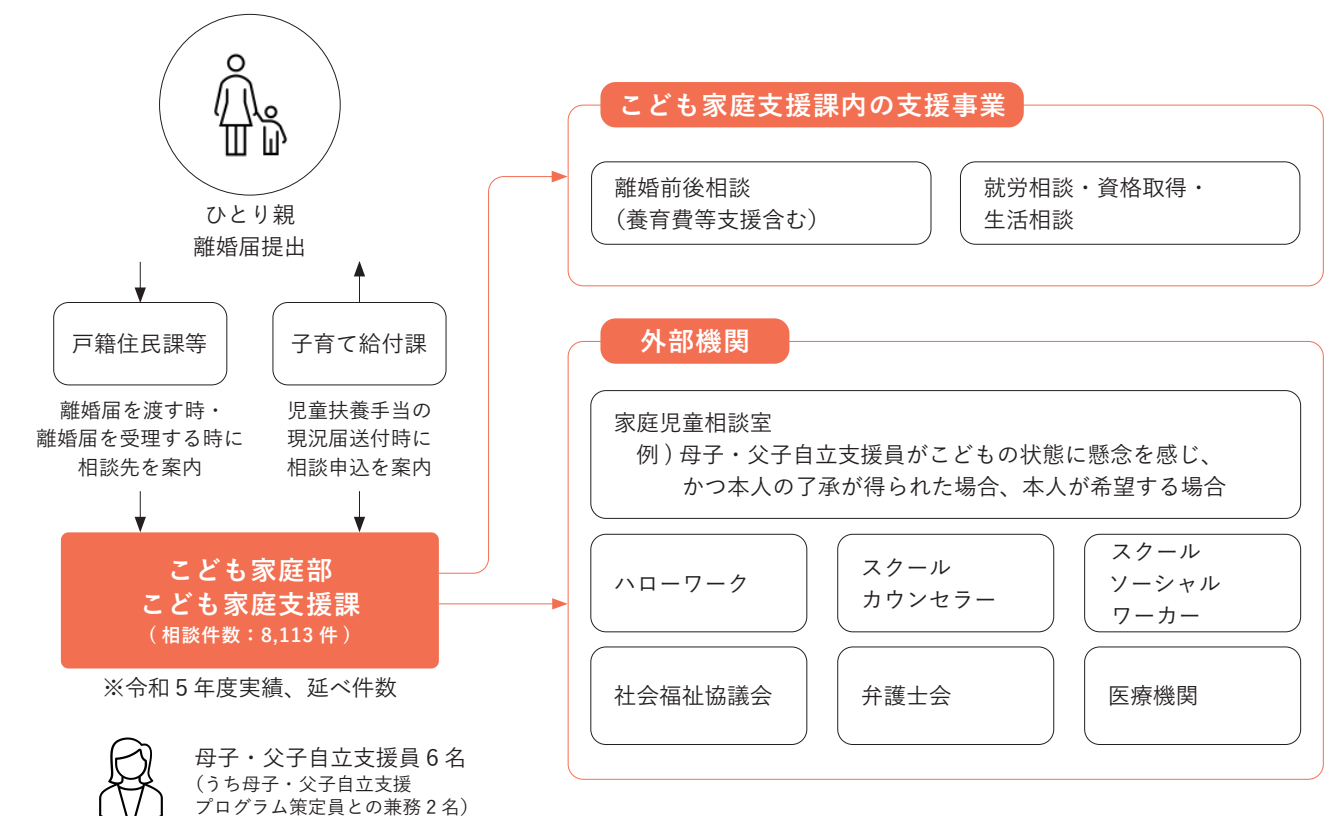 ひとり親
離婚届提出
戸籍住民課等
離婚届を渡す時・
離婚届を受理する時に
相談先を案内
子育て給付課
児童扶養手当の
現況届送付時に
相談申込を案内
こども家庭部
こども家庭支援課
（相談件数：8,113 件）
※令和 5 年度実績、延べ件数
母子・父子自立支援員 6 名
（うち母子・父子自立支援
プログラム策定員との兼務 2 名）
こども家庭支援課内の支援事業
離婚前後相談
（養育費等支援含む）
就労相談・資格取得・
生活相談
外部機関
家庭児童相談室
例 ) 母子・父子自立支援員がこどもの状態に懸念を感じ、
かつ本人の了承が得られた場合、本人が希望する場合
ハローワーク
スクール
カウンセラー
スクール
ソーシャル
ワーカー
社会福祉協議会
弁護士会
医療機関